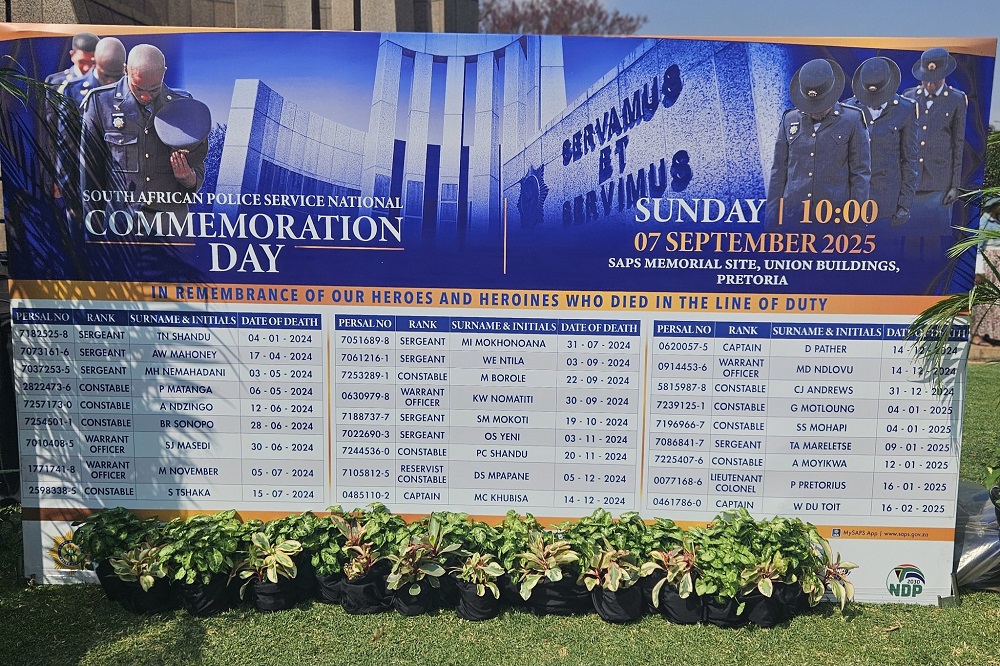 SERVAMUS
ET
SERVIMUS
SOUTH AFRICAN POLICE SERVICE NATIONAL
COMMEMORATION
DAY
SUNDAY | 10:00
07 SEPTEMBER 2025
SAPS MEMORIAL SITE, UNION BUILDINGS,
PRETORIA
IN REMEMBRANCE OF OUR HEROES AND HEROINES WHO DIED IN THE LINE OF DUTY
PERSAL NO RANK SURNAME & INITIALS DATE OF DEATH
7182525-8 SERGEANT TN SHANDU 04 - 01 - 2024
7073161-6 SERGEANT AW MAHONEY 17 - 04 - 2024
7037253-5 SERGEANT MH NEMAHADANI 03 - 05 - 2024
2822473-6 CONSTABLE P MATANGA 06 - 05 - 2024
7257173-0 CONSTABLE A NDZINGO 12 - 06 - 2024
7254501-1 CONSTABLE BR SONOPO 28 - 06 - 2024
7010408-5 WARRANT OFFICER SJ MASEDI 30 - 06 - 2024
1771741-8 WARRANT OFFICER M NOVEMBER 05 - 07 - 2024
2598338-5 CONSTABLE S TSHAKA 15 - 07 - 2024
PERSAL NO RANK SURNAME & INITIALS DATE OF DEATH
7051689-8 SERGEANT MI MOKHONOANA 31 - 07 - 2024
7061216-1 SERGEANT WE NTILA 03 - 09 - 2024
7253289-1 CONSTABLE M BOROLE 22 - 09 - 2024
0630979-8 WARRANT OFFICER KW NOMATITI 30 - 09 - 2024
7188737-7 SERGEANT SM MOKOTI 19 - 10 - 2024
7022690-3 SERGEANT OS YENI 03 - 11 - 2024
7244536-0 CONSTABLE PC SHANDU 20 - 11 - 2024
7105812-5 RESERVIST CONSTABLE DS MPAPANE 05 - 12 - 2024
0485110-2 CAPTAIN MC KHUBISA 14 - 12 - 2024
PERSAL NO RANK SURNAME & INITIALS DATE OF DEATH
0620057-5 CAPTAIN D PATHER 14 - 12 - 2024
0914453-6 WARRANT OFFICER MD NDLOVU 14 - 12
5815987-8 CONSTABLE CJ ANDREWS 31 - 12 - 2024
7239125-1 CONSTABLE G MOTLOUNG 04 - 01 - 2025
7196966-7 CONSTABLE SS MOHAPI 04 - 01 - 2025
7086841-7 SERGEANT TA MARELETSE 09 - 01 - 2025
7225407-6 CONSTABLE A MOYIKWA 12 - 01 - 2025
0077168-6 LIEUTENANT COLONEL P PRETORIUS 16 - 01 - 2025
0461786-0 CAPTAIN W DU TOIT 16 - 02 - 2025
MySAPS App | www.saps.gov.za
2030
NDP